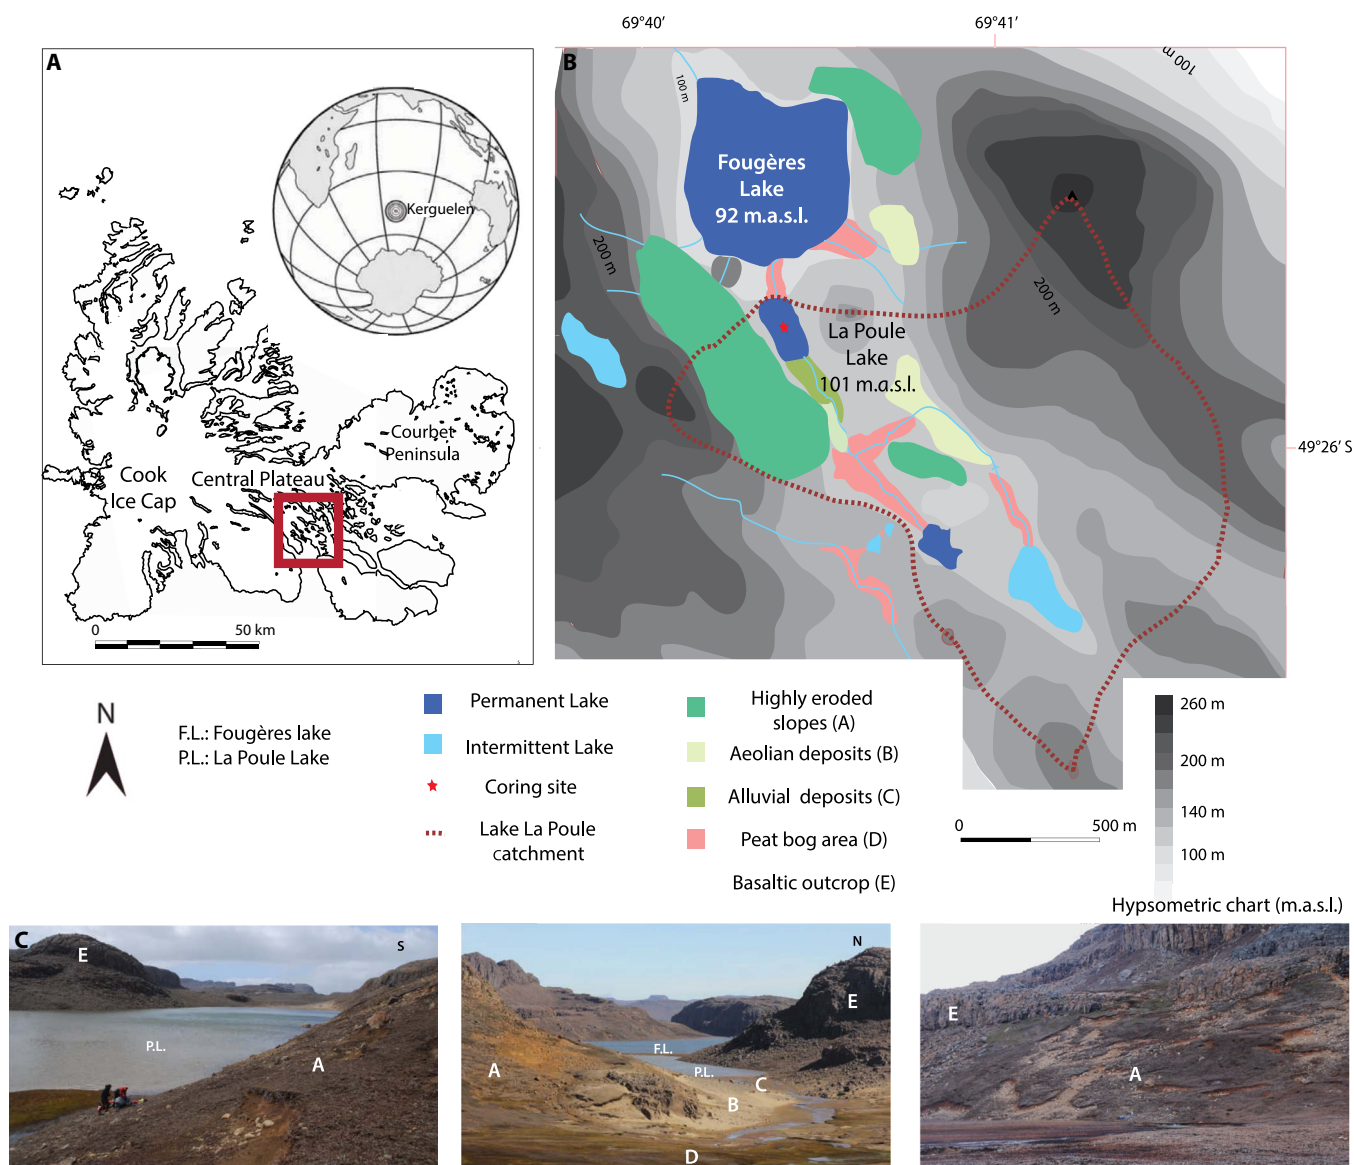 69°40′
69°41′
A
Kerguelen
Courbet
Peninsula
Cook
Ice Cap
Central Plateau
0
50 km
B
100 m
100 m
Fougères
Lake
92 m.a.s.l.
200 m
200 m
La Poule
Lake
101 m.a.s.l.
49°26′ S
N
F.L.: Fougères lake
P.L.: La Poule Lake
Permanent Lake
Intermittent Lake
Coring site
Lake La Poule
catchment
Highly eroded
slopes (A)
Aeolian deposits (B)
Alluvial deposits (C)
Peat bog area (D)
Basaltic outcrop (E)
0
500 m
260 m
200 m
140 m
100 m
Hypsometric chart (m.a.s.l.)
C
E
S
P.L.
A
N
E
F.L.
A
P.L.
C
B
D
E
A